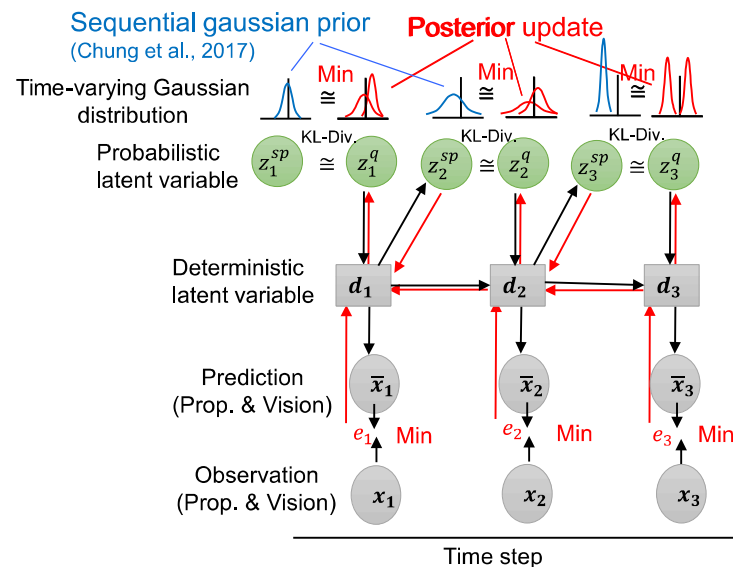 Sequential gaussian prior
(Chung et al., 2017)
Posterior update
Time-varying Gaussian
distribution
≅ Min
≅ Min
≅ Min
KL-Div.
KL-Div.
KL-Div.
Probabilistic
latent variable
z_1^{sp} ≅ z_1^q z_2^{sp} ≅ z_2^q z_3^{sp} ≅ z_3^q
Deterministic
latent variable
d_1 d_2 d_3
Prediction
(Prop. & Vision)
x̅_1 x̅_2 x̅_3
e_1 Min e_2 Min e_3 Min
Observation
(Prop. & Vision)
x_1 x_2 x_3
Time step